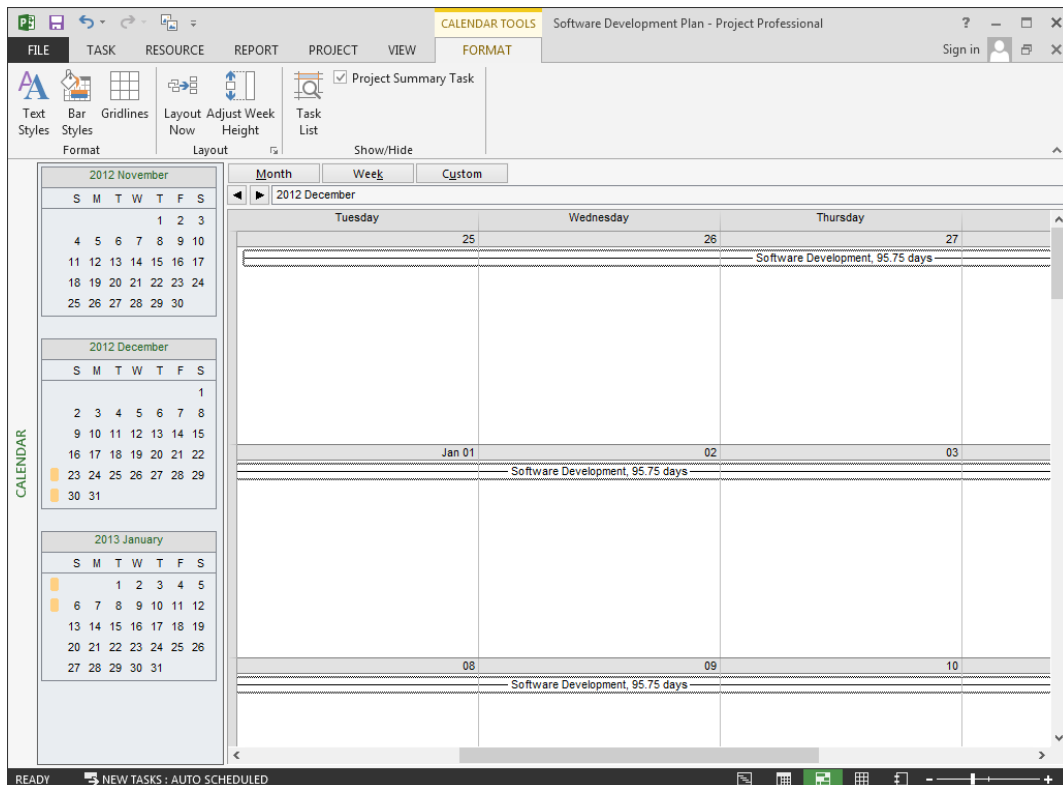 CALENDAR TOOLS Software Development Plan - Project Professional ?
FILE TASK RESOURCE REPORT PROJECT VIEW FORMAT Sign in
Text Styles
Bar Styles
Gridlines
Format
Layout Now
Adjust Week Height
Layout
Task List
Project Summary Task
Show/Hide
CALENDAR
2012 November
S M T W T F S
1 2 3
4 5 6 7 8 9 10
11 12 13 14 15 16 17
18 19 20 21 22 23 24
25 26 27 28 29 30
2012 December
S M T W T F S
1
2 3 4 5 6 7 8
9 10 11 12 13 14 15
16 17 18 19 20 21 22
23 24 25 26 27 28 29
30 31
2013 January
S M T W T F S
1 2 3 4 5
6 7 8 9 10 11 12
13 14 15 16 17 18 19
20 21 22 23 24 25 26
27 28 29 30 31
Month Week Custom
2012 December
Tuesday Wednesday Thursday
25 26 27
Software Development, 95.75 days
Jan 01 02 03
Software Development, 95.75 days
08 09 10
Software Development, 95.75 days
READY NEW TASKS : AUTO SCHEDULED